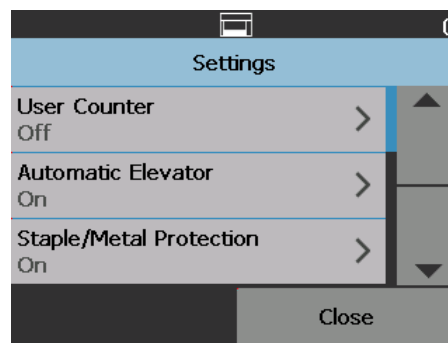 Settings
User Counter
Off
Automatic Elevator
On
Staple/Metal Protection
On
Close